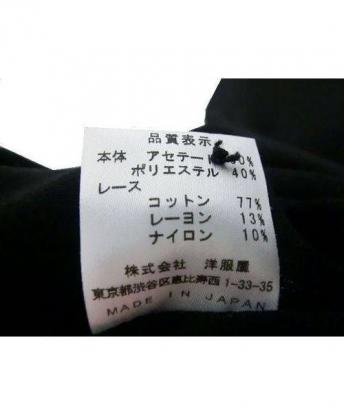 品質表示
本体 アセテート 0%
ポリエステル 40%
レース
コットン 77%
レーヨン 13%
ナイロン 10%
株式会社 洋服屋
東京都渋谷区恵比寿西1-33-35
MADE IN JAPAN